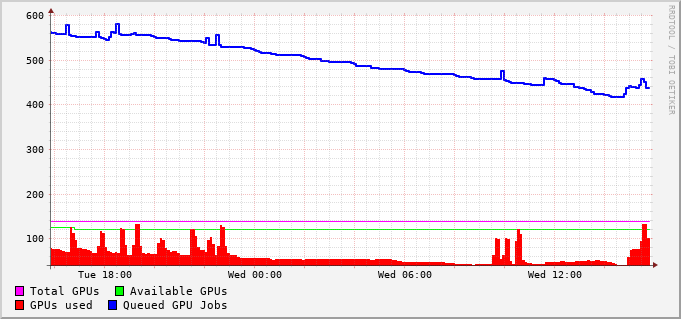 600
500
400
300
200
100
Tue 18:00 Wed 00:00 Wed 06:00 Wed 12:00
Total GPUs Available GPUs
GPUs used Queued GPU Jobs
RRDTOOL / TOBI OETIKER